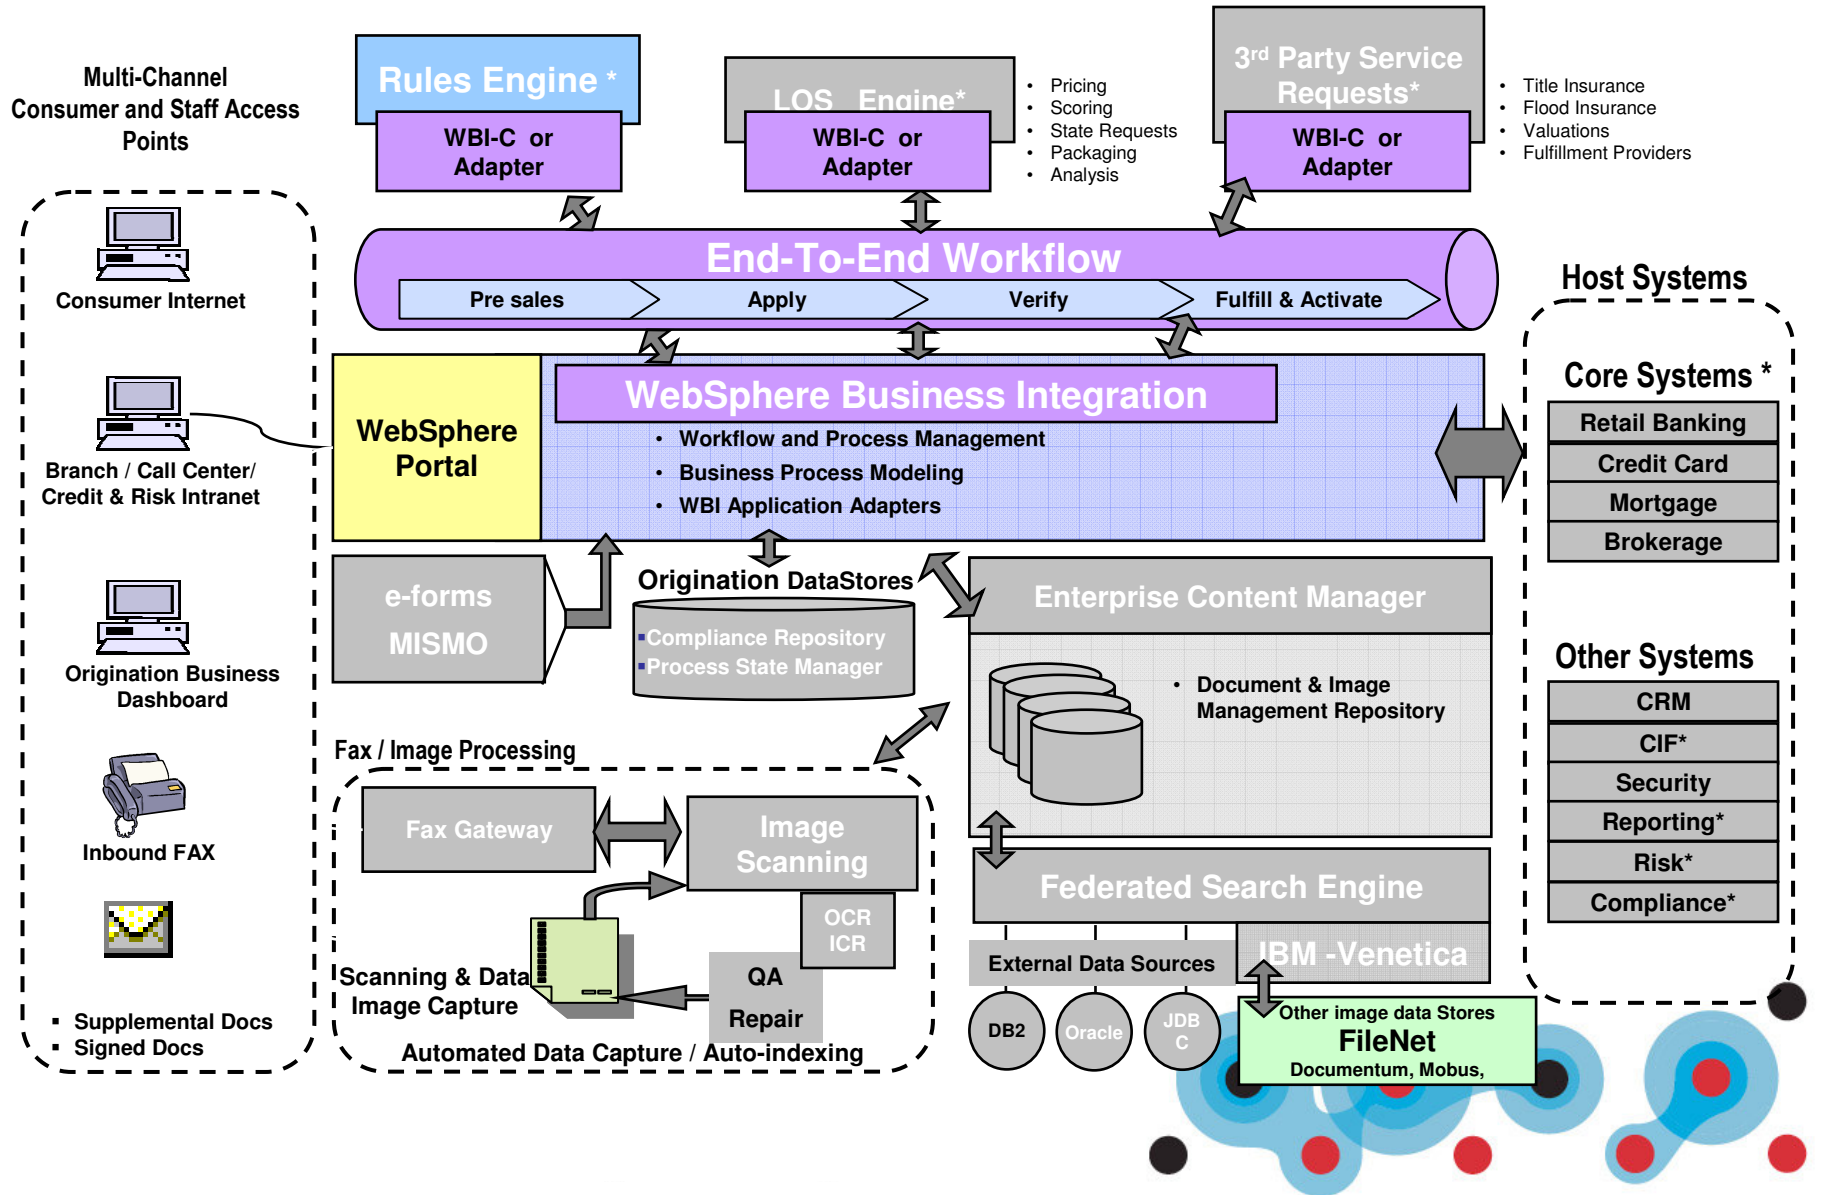 Multi-Channel
Consumer and Staff Access
Points
Consumer Internet
Branch / Call Center/
Credit & Risk Intranet
Origination Business
Dashboard
Inbound FAX
▪ Supplemental Docs
▪ Signed Docs
Rules Engine *
WBI-C or
Adapter
LOS Engine*
WBI-C or
Adapter
• Pricing
• Scoring
• State Requests
• Packaging
• Analysis
3rd Party Service
Requests*
WBI-C or
Adapter
• Title Insurance
• Flood Insurance
• Valuations
• Fulfillment Providers
End-To-End Workflow
Pre sales
Apply
Verify
Fulfill & Activate
WebSphere
Portal
WebSphere Business Integration
• Workflow and Process Management
• Business Process Modeling
• WBI Application Adapters
e-forms
MISMO
Origination DataStores
▪Compliance Repository
▪Process State Manager
Enterprise Content Manager
• Document & Image
Management Repository
Fax / Image Processing
Fax Gateway
Image
Scanning
OCR
ICR
Scanning & Data
Image Capture
QA
Repair
Automated Data Capture / Auto-indexing
Federated Search Engine
IBM -Venetica
External Data Sources
DB2
Oracle
JDB
C
Other image data Stores
FileNet
Documentum, Mobus,
Host Systems
Core Systems *
Retail Banking
Credit Card
Mortgage
Brokerage
Other Systems
CRM
CIF*
Security
Reporting*
Risk*
Compliance*